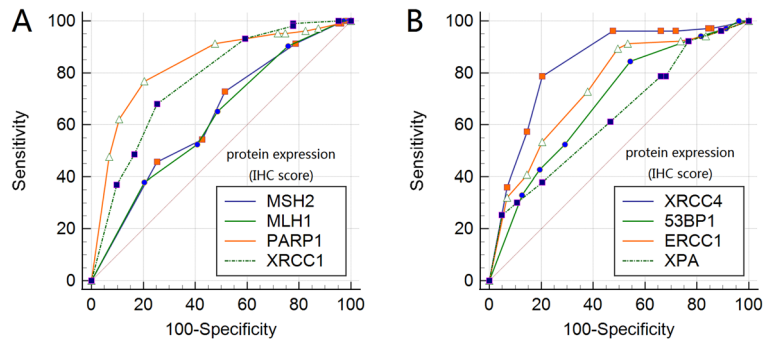 A
100
80
60
40
20
0
Sensitivity
protein expression
(IHC score)
MSH2
MLH1
PARP1
XRCC1
0 20 40 60 80 100
100-Specificity
B
100
80
60
40
20
0
Sensitivity
protein expression
(IHC score)
XRCC4
53BP1
ERCC1
XPA
0 20 40 60 80 100
100-Specificity